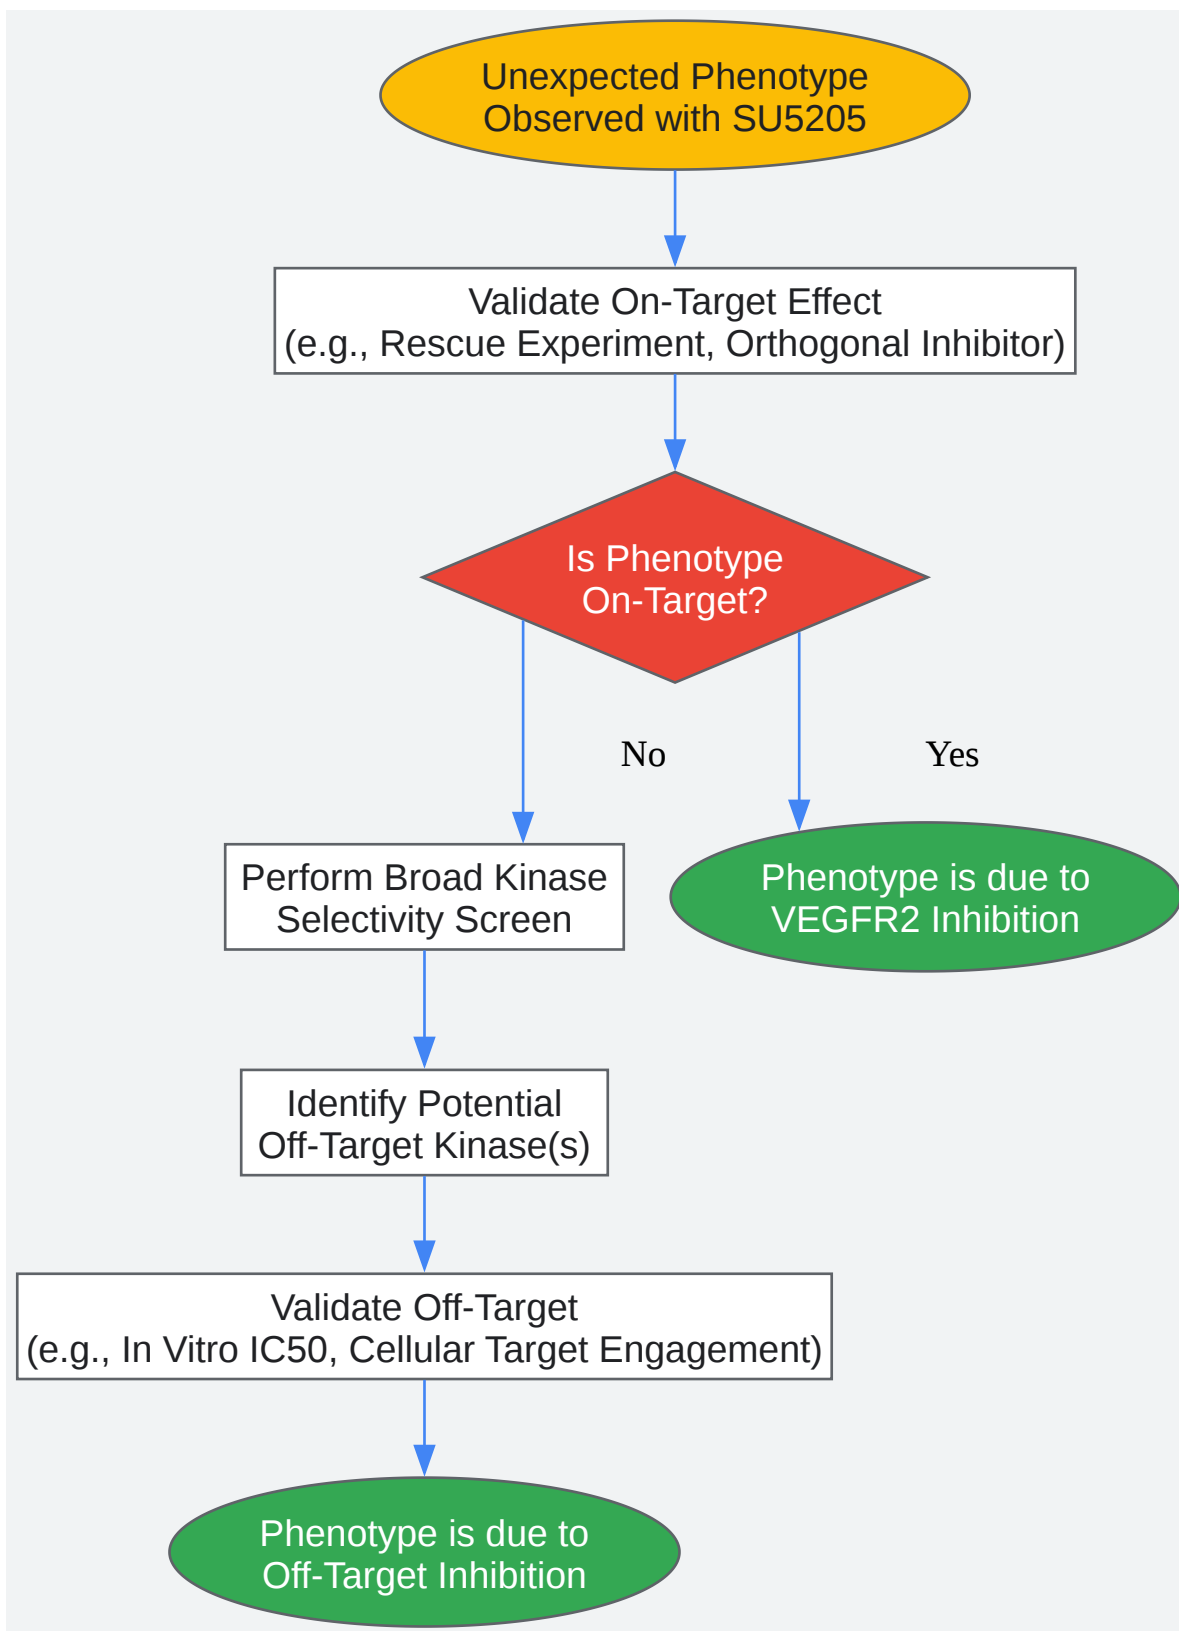 Unexpected Phenotype
Observed with SU5205
Validate On-Target Effect
(e.g., Rescue Experiment, Orthogonal Inhibitor)
Is Phenotype
On-Target?
No
Yes
Perform Broad Kinase
Selectivity Screen
Phenotype is due to
VEGFR2 Inhibition
Identify Potential
Off-Target Kinase(s)
Validate Off-Target
(e.g., In Vitro IC50, Cellular Target Engagement)
Phenotype is due to
Off-Target Inhibition